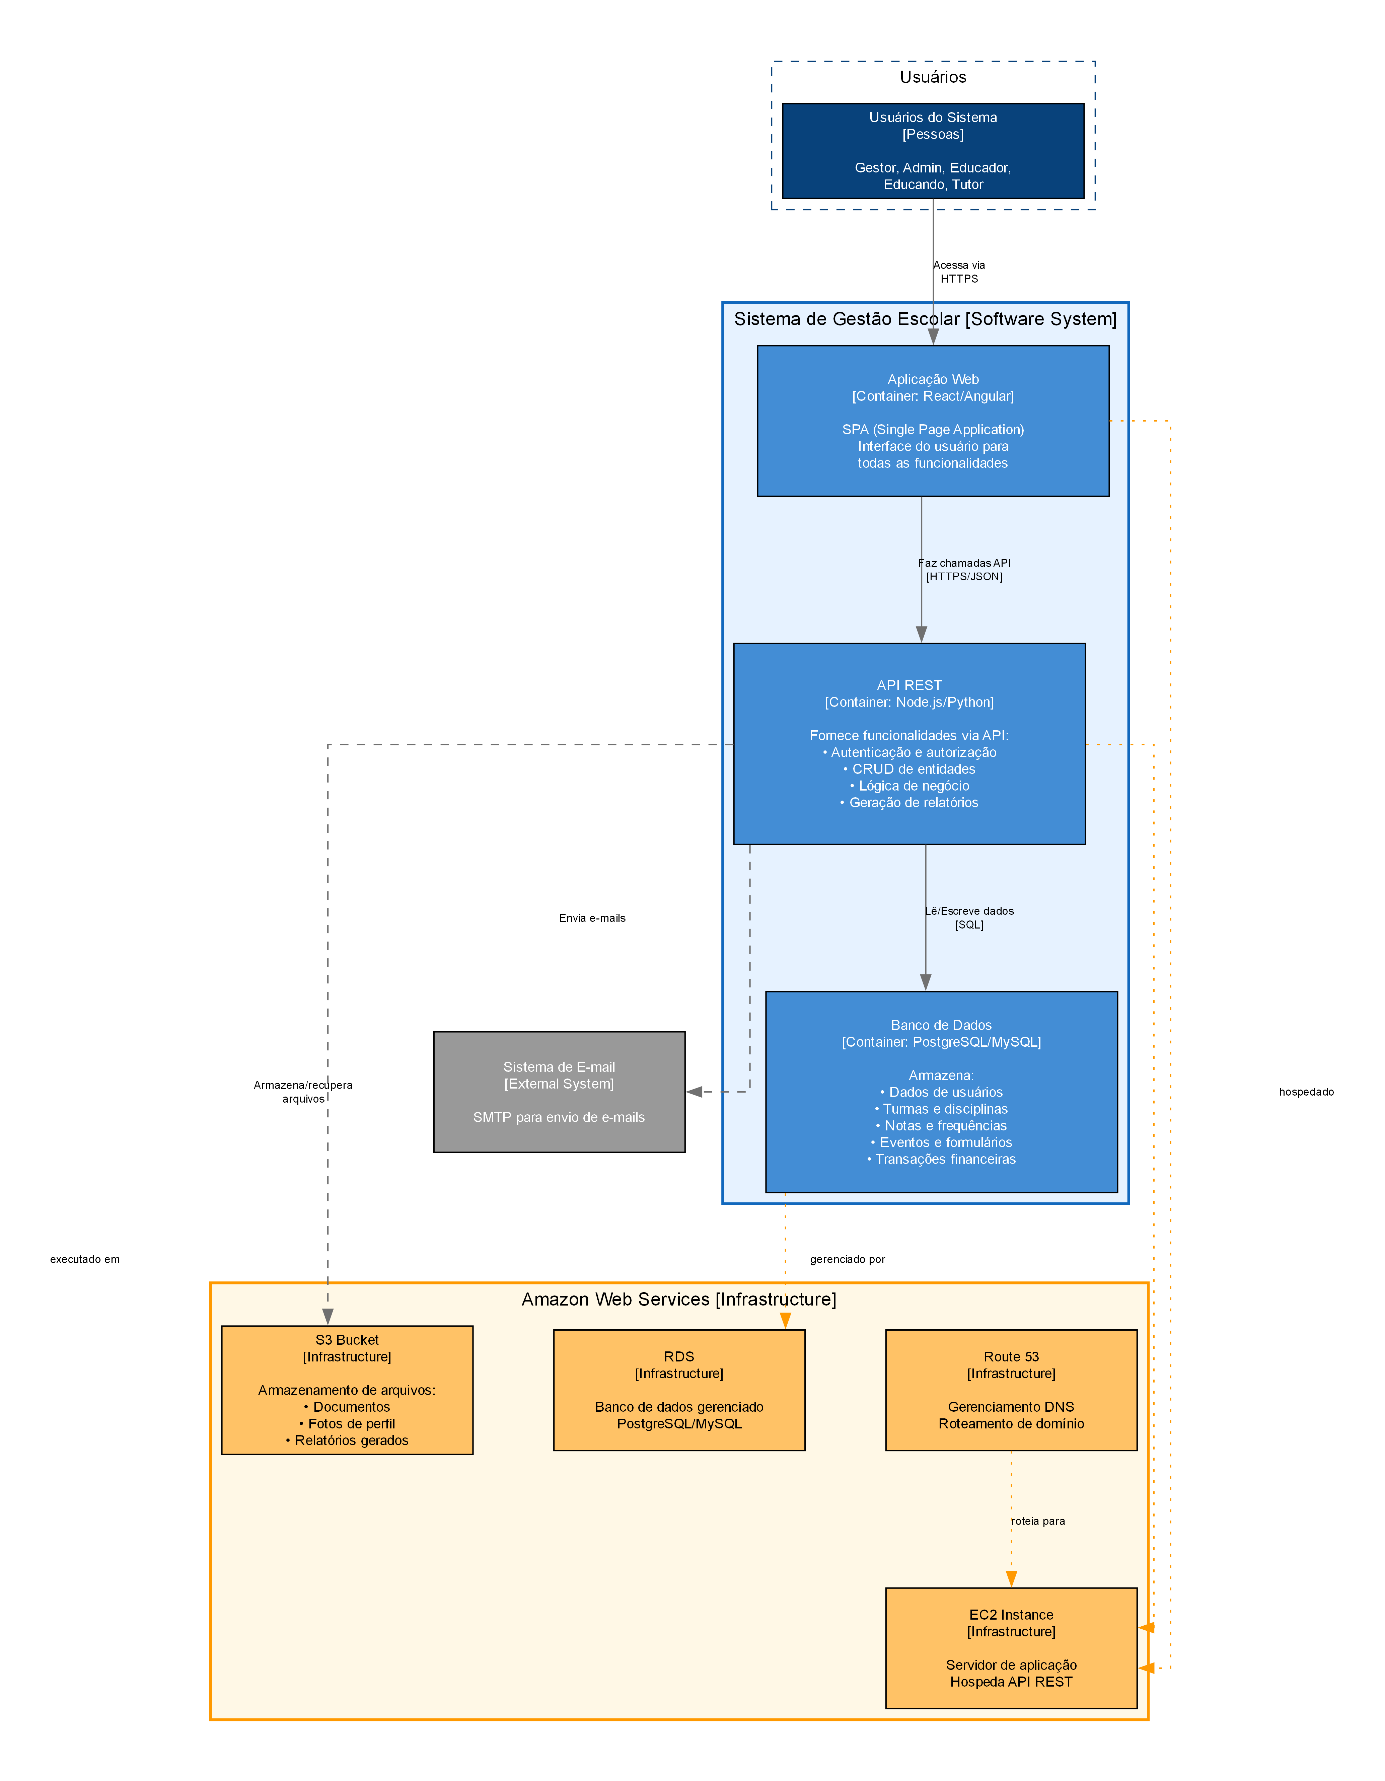 Usuários
Usuários do Sistema
[Pessoas]
Gestor, Admin, Educador,
Educando, Tutor
Acessa via
HTTPS
Sistema de Gestão Escolar [Software System]
Aplicação Web
[Container: React/Angular]
SPA (Single Page Application)
Interface do usuário para
todas as funcionalidades
Faz chamadas API
[HTTPS/JSON]
API REST
[Container: Node.js/Python]
Fornece funcionalidades via API:
• Autenticação e autorização
• CRUD de entidades
• Lógica de negócio
• Geração de relatórios
Envia e-mails
Lê/Escreve dados
[SQL]
Banco de Dados
[Container: PostgreSQL/MySQL]
Armazena:
• Dados de usuários
• Turmas e disciplinas
• Notas e frequências
• Eventos e formulários
• Transações financeiras
Sistema de E-mail
[External System]
SMTP para envio de e-mails
Armazena/recupera
arquivos
hospedado
executado em
gerenciado por
Amazon Web Services [Infrastructure]
S3 Bucket
[Infrastructure]
Armazenamento de arquivos:
• Documentos
• Fotos de perfil
• Relatórios gerados
RDS
[Infrastructure]
Banco de dados gerenciado
PostgreSQL/MySQL
Route 53
[Infrastructure]
Gerenciamento DNS
Roteamento de domínio
roteia para
EC2 Instance
[Infrastructure]
Servidor de aplicação
Hospeda API REST